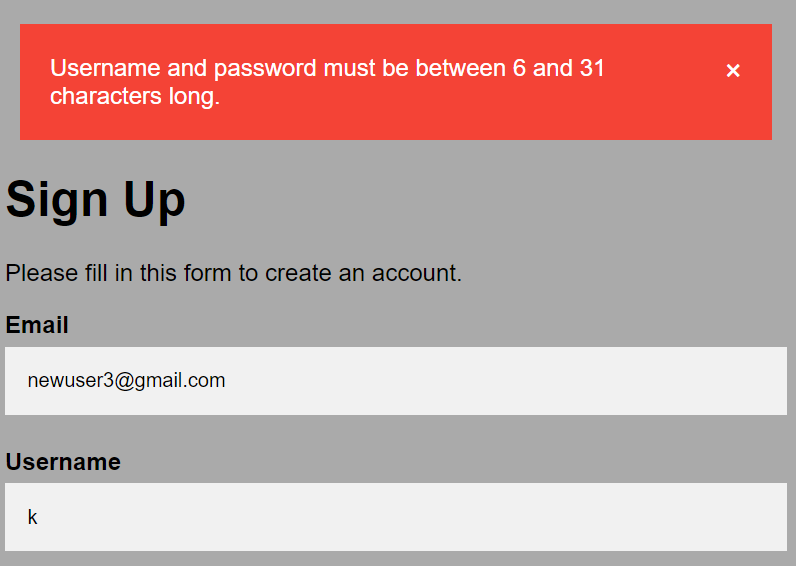 Username and password must be between 6 and 31 ×
characters long.
Sign Up
Please fill in this form to create an account.
Email
newuser3@gmail.com
Username
k